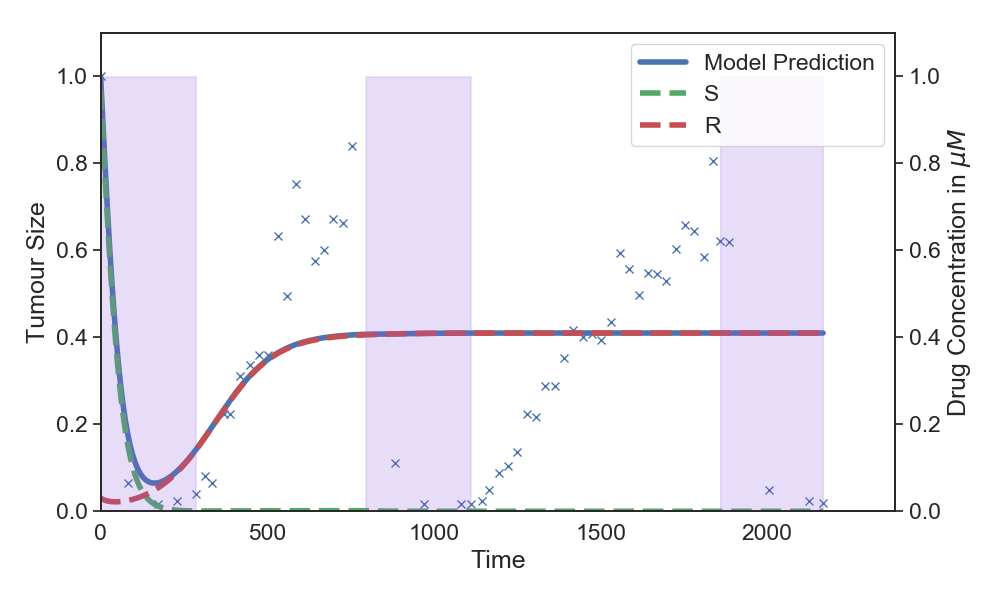 Model Prediction
S
R
1.0
0.8
0.6
0.4
0.2
0.0
Tumour Size
0
500
1000
1500
2000
Time
1.0
0.8
0.6
0.4
0.2
0.0
Drug Concentration in μM